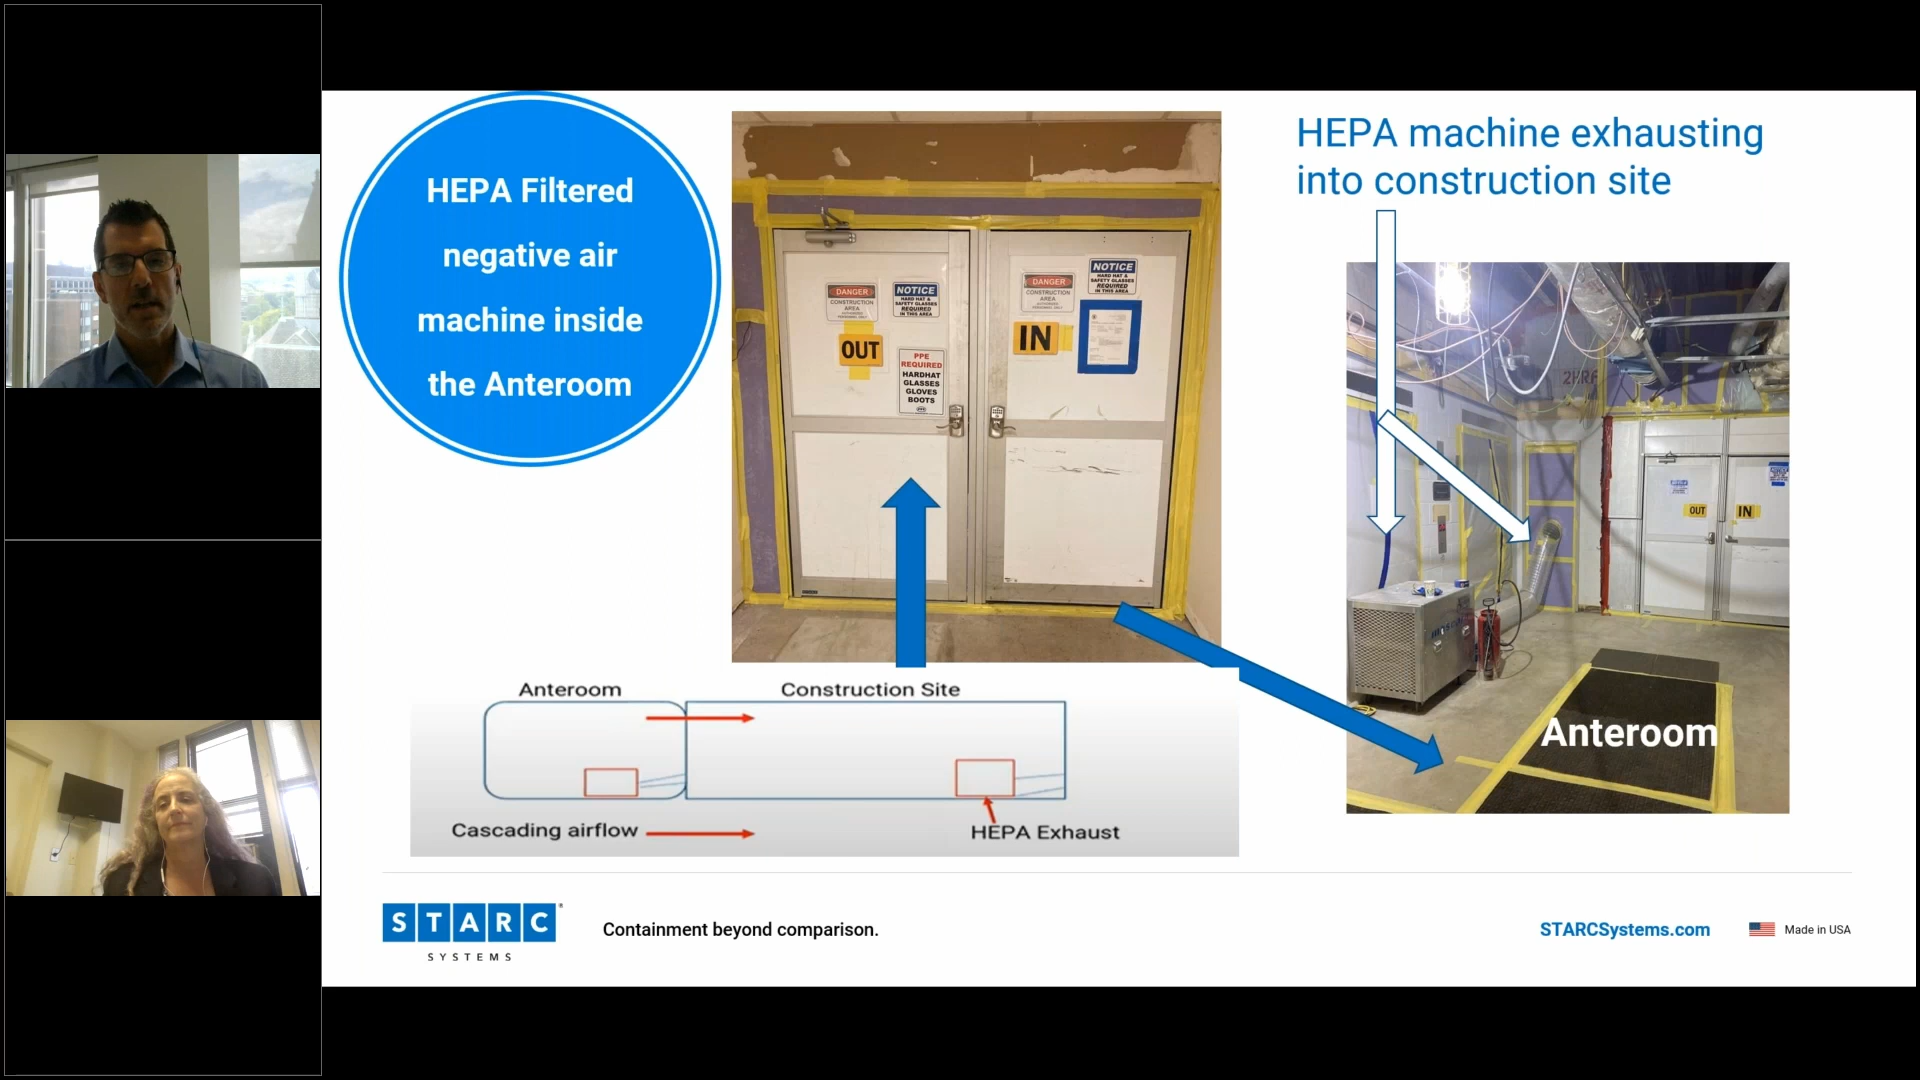 HEPA Filtered
negative air
machine inside
the Anteroom
HEPA machine exhausting
into construction site
DANGER
CONSTRUCTION
AREA
NOTICE
HARD HAT &
SAFETY GLASSES
REQUIRED
IN THIS AREA
OUT
PPE
REQUIRED
HARDHAT
GLASSES
GLOVES
BOOTS
DANGER
CONSTRUCTION
AREA
NOTICE
HARD HAT &
SAFETY GLASSES
REQUIRED
IN THIS AREA
IN
OUT
IN
Anteroom
Anteroom
Construction Site
Cascading airflow
HEPA Exhaust
STARC
SYSTEMS
Containment beyond comparison.
STARCSystems.com
Made in USA